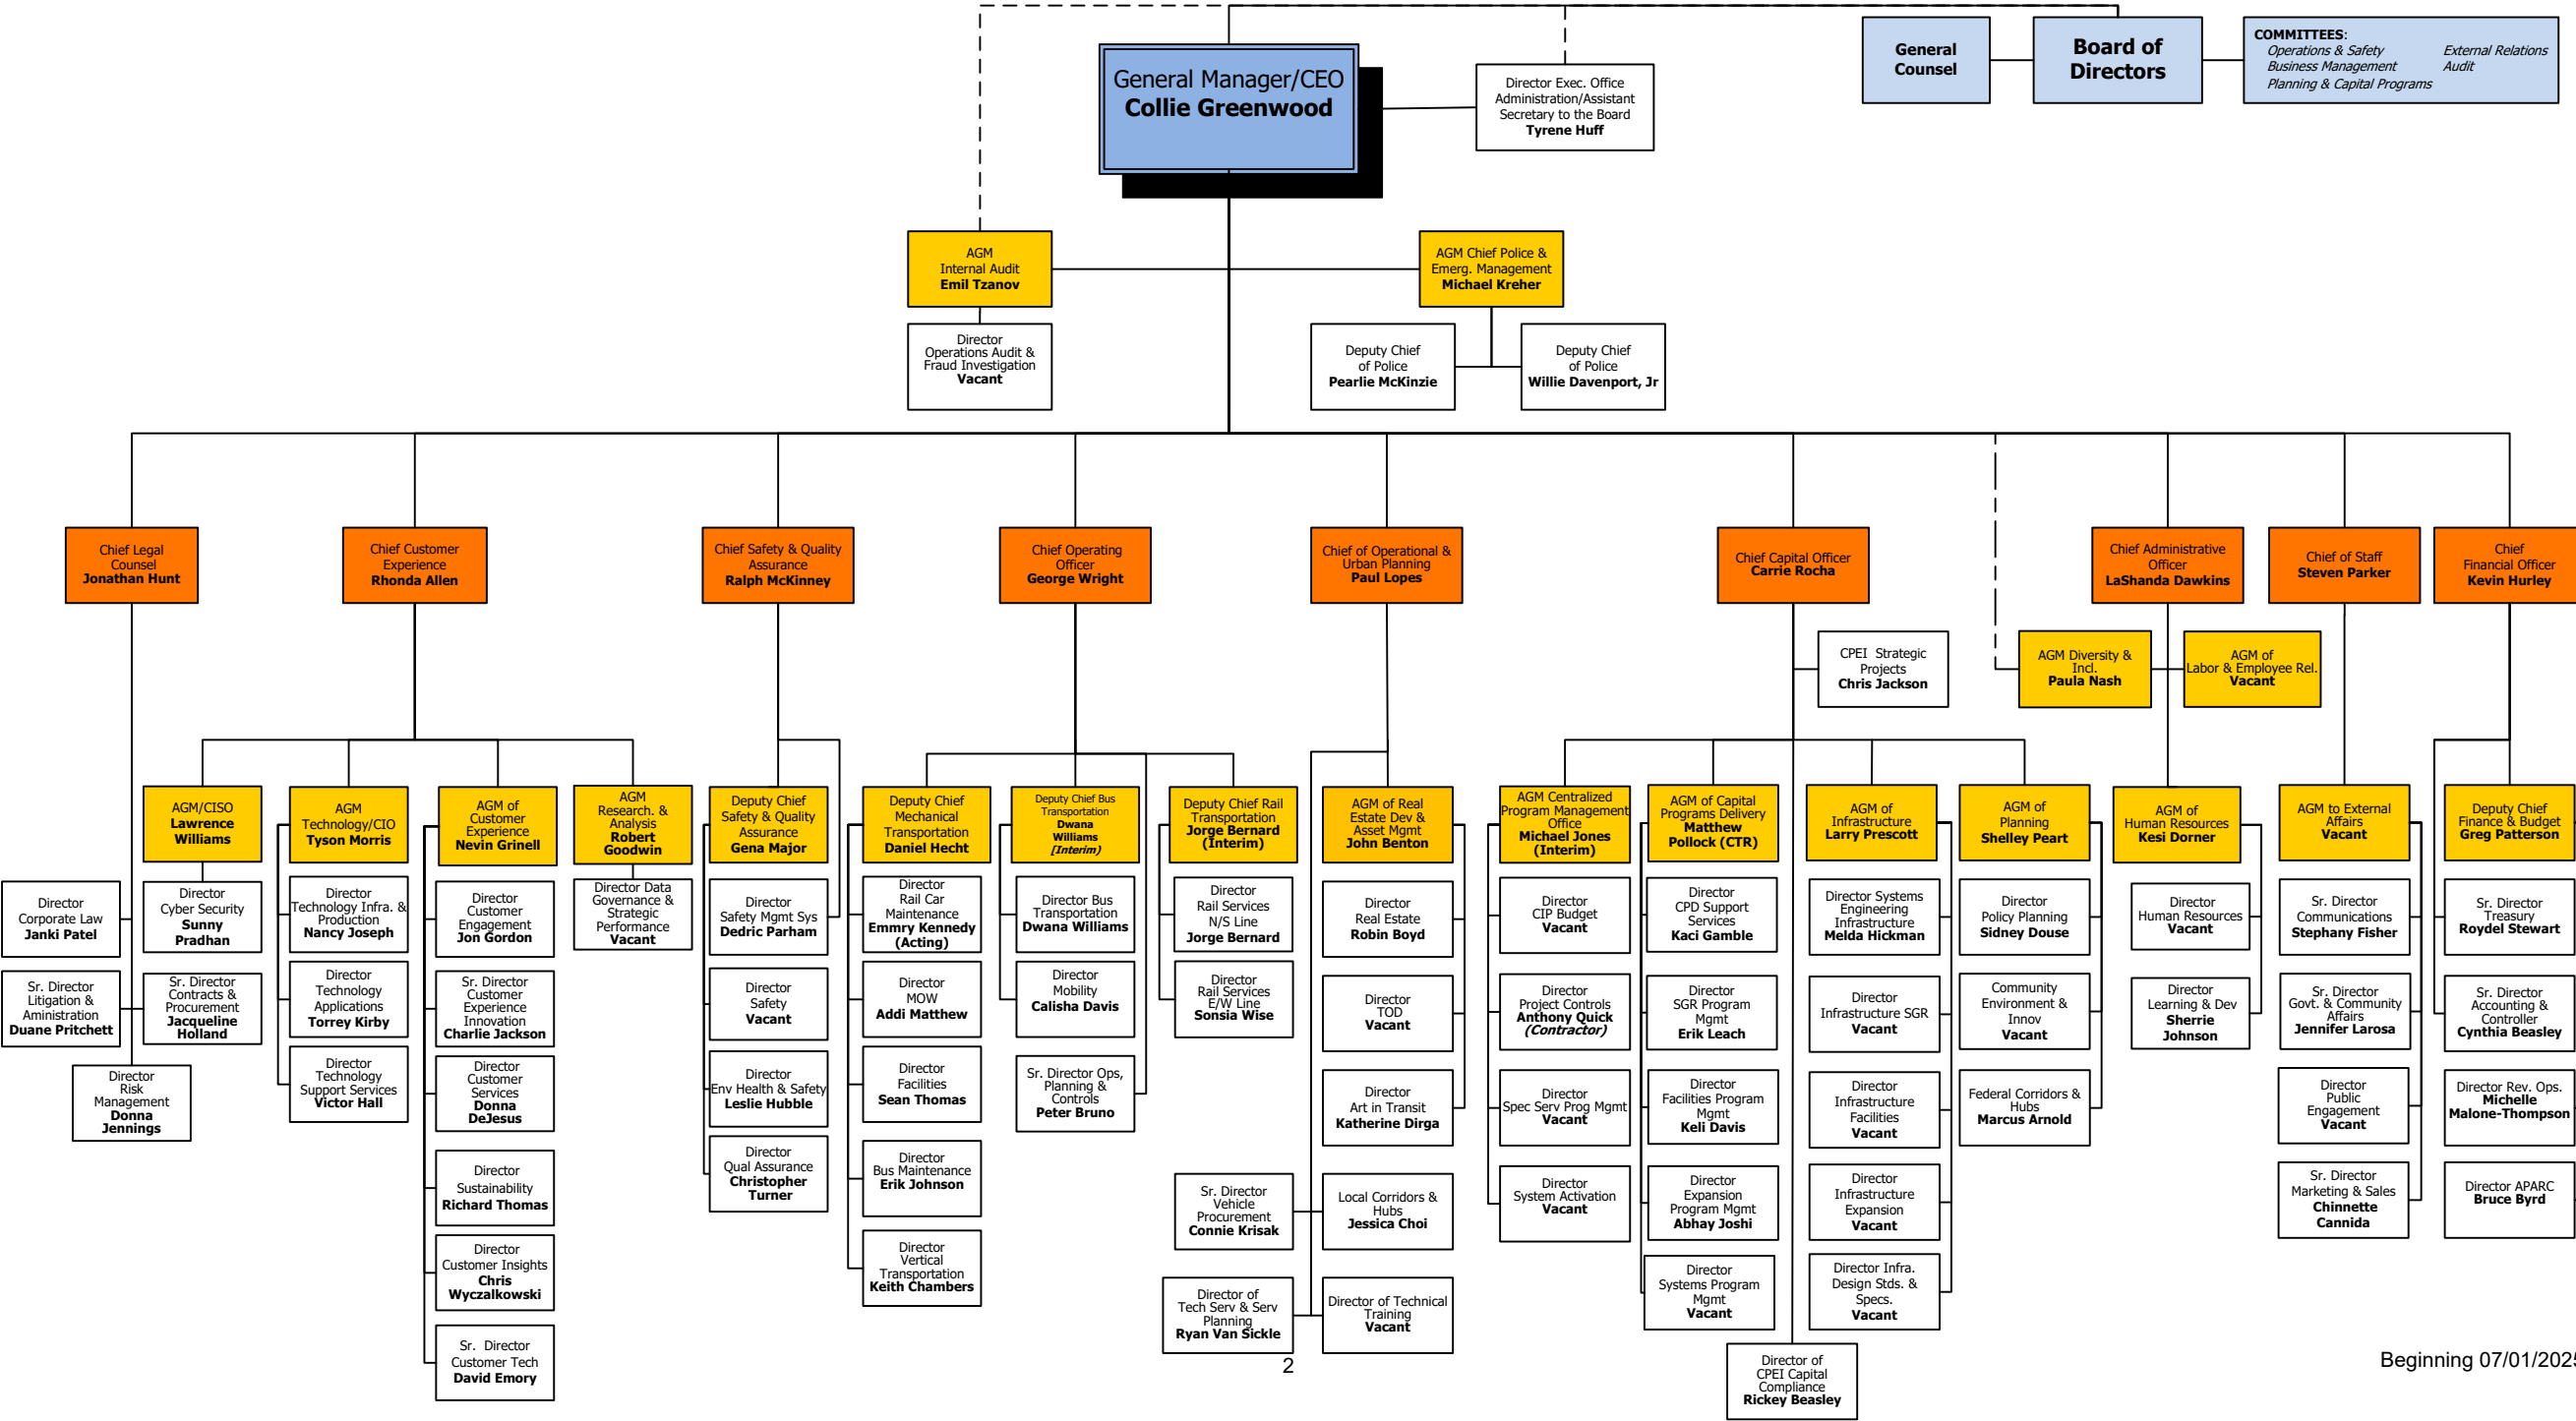 General
Counsel
Board of
Directors
COMMITTEES:
Operations & Safety
External Relations
Business Management
Audit
Planning & Capital Programs
General Manager/CEO
Collie Greenwood
Director Exec. Office
Administration/Assistant
Secretary to the Board
Tyrene Huff
AGM
Internal Audit
Emil Tzanov
AGM Chief Police &
Emerg. Management
Michael Kreher
Director
Operations Audit &
Fraud Investigation
Vacant
Deputy Chief
of Police
Pearlie McKinzie
Deputy Chief
of Police
Willie Davenport, Jr
Chief Legal
Counsel
Jonathan Hunt
Chief Customer
Experience
Rhonda Allen
Chief Safety & Quality
Assurance
Ralph McKinney
Chief Operating
Officer
George Wright
Chief of Operational &
Urban Planning
Paul Lopes
Chief Capital Officer
Carrie Rocha
Chief Administrative
Officer
LaShanda Dawkins
Chief of Staff
Steven Parker
Chief
Financial Officer
Kevin Hurley
CPEI Strategic
Projects
Chris Jackson
AGM Diversity &
Incl.
Paula Nash
AGM of
Labor & Employee Rel.
Vacant
AGM/CISO
Lawrence
Williams
AGM
Technology/CIO
Tyson Morris
AGM of
Customer
Experience
Nevin Grinell
AGM
Research. &
Analysis
Robert
Goodwin
Deputy Chief
Safety & Quality
Assurance
Gena Major
Deputy Chief
Mechanical
Transportation
Daniel Hecht
Deputy Chief Bus
Transportation
Dwana
Williams
[Interim)
Deputy Chief Rail
Transportation
Jorge Bernard
(Interim)
AGM of Real
Estate Dev &
Asset Mgmt
John Benton
AGM Centralized
Program Management
Office
Michael Jones
(Interim)
AGM of Capital
Programs Delivery
Matthew
Pollock (CTR)
AGM of
Infrastructure
Larry Prescott
AGM of
Planning
Shelley Peart
AGM of
Human Resources
Kesi Dorner
AGM to External
Affairs
Vacant
Deputy Chief
Finance & Budget
Greg Patterson
Director
Corporate Law
Janki Patel
Director
Cyber Security
Sunny
Pradhan
Director
Technology Infra. &
Production
Nancy Joseph
Director
Customer
Engagement
Jon Gordon
Director Data
Governance &
Strategic
Performance
Vacant
Director
Safety Mgmt Sys
Dedric Parham
Director
Rail Car
Maintenance
Emmry Kennedy
(Acting)
Director Bus
Transportation
Dwana Williams
Director
Rail Services
N/S Line
Jorge Bernard
Director
Real Estate
Robin Boyd
Director
CIP Budget
Vacant
Director
CPD Support
Services
Kaci Gamble
Director Systems
Engineering
Infrastructure
Melda Hickman
Director
Policy Planning
Sidney Douse
Director
Human Resources
Vacant
Sr. Director
Communications
Stephany Fisher
Sr. Director
Treasury
Roydel Stewart
Sr. Director
Litigation &
Aministration
Duane Pritchett
Sr. Director
Contracts &
Procurement
Jacqueline
Holland
Director
Technology
Applications
Torrey Kirby
Sr. Director
Customer
Experience
Innovation
Charlie Jackson
Director
Safety
Vacant
Director
MOW
Addi Matthew
Director
Mobility
Calisha Davis
Director
Rail Services
E/W Line
Sonsia Wise
Director
TOD
Vacant
Director
Project Controls
Anthony Quick
(Contractor)
Director
SGR Program
Mgmt
Erik Leach
Director
Infrastructure SGR
Vacant
Community
Environment &
Innov
Vacant
Director
Learning & Dev
Sherrie
Johnson
Sr. Director
Govt. & Community
Affairs
Jennifer Larosa
Sr. Director
Accounting &
Controller
Cynthia Beasley
Director
Risk
Management
Donna
Jennings
Director
Technology
Support Services
Victor Hall
Director
Customer
Services
Donna
DeJesus
Director
Env Health & Safety
Leslie Hubble
Director
Facilities
Sean Thomas
Sr. Director Ops,
Planning &
Controls
Peter Bruno
Director
Art in Transit
Katherine Dirga
Director
Spec Serv Prog Mgmt
Vacant
Director
Facilities Program
Mgmt
Keli Davis
Director
Infrastructure
Facilities
Vacant
Federal Corridors &
Hubs
Marcus Arnold
Director
Public
Engagement
Vacant
Director Rev. Ops.
Michelle
Malone-Thompson
Director
Sustainability
Richard Thomas
Director
Qual Assurance
Christopher
Turner
Director
Bus Maintenance
Erik Johnson
Sr. Director
Vehicle
Procurement
Connie Krisak
Local Corridors &
Hubs
Jessica Choi
Director
System Activation
Vacant
Director
Expansion
Program Mgmt
Abhay Joshi
Director
Infrastructure
Expansion
Vacant
Sr. Director
Marketing & Sales
Chinnette
Cannida
Director APARC
Bruce Byrd
Director
Customer Insights
Chris
Wyczalkowski
Director
Vertical
Transportation
Keith Chambers
Director of
Tech Serv & Serv
Planning
Ryan Van Sickle
Director of Technical
Training
Vacant
Director
Systems Program
Mgmt
Vacant
Director Infra.
Design Stds. &
Specs.
Vacant
Sr. Director
Customer Tech
David Emory
Director of
CPEI Capital
Compliance
Rickey Beasley
2
Beginning 07/01/2025